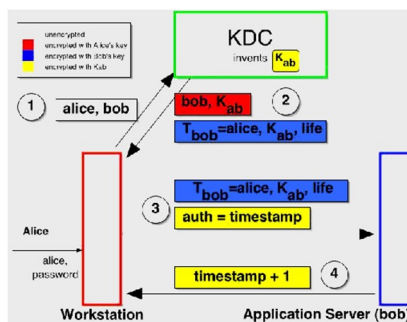 unencrypted
encrypted with Alice's key
encrypted with Bob's key
encrypted with Kab
KDC
invents Kab
1
alice, bob
bob, Kab
2
Tbob=alice, Kab, life
Tbob=alice, Kab, life
3
auth = timestamp
Alice
alice,
password
timestamp + 1
4
Workstation
Application Server (bob)